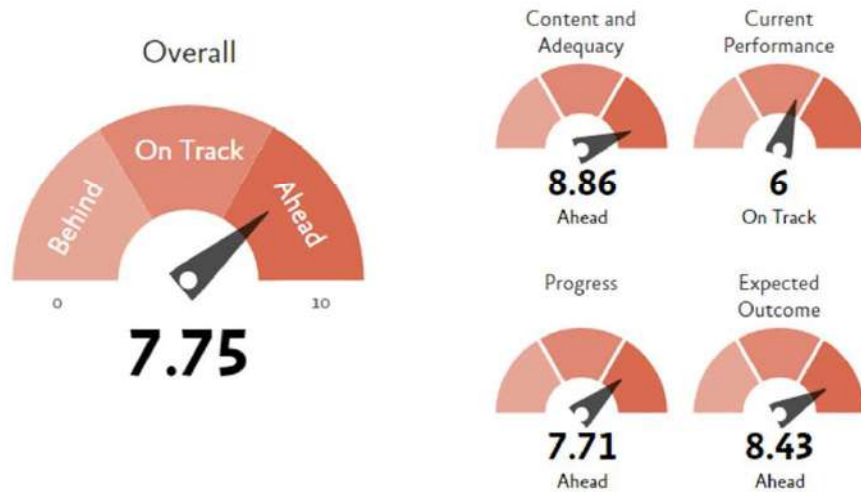 Overall
Behind
On Track
Ahead
0
10
7.75
Content and
Adequacy
8.86
Ahead
Current
Performance
6
On Track
Progress
7.71
Ahead
Expected
Outcome
8.43
Ahead